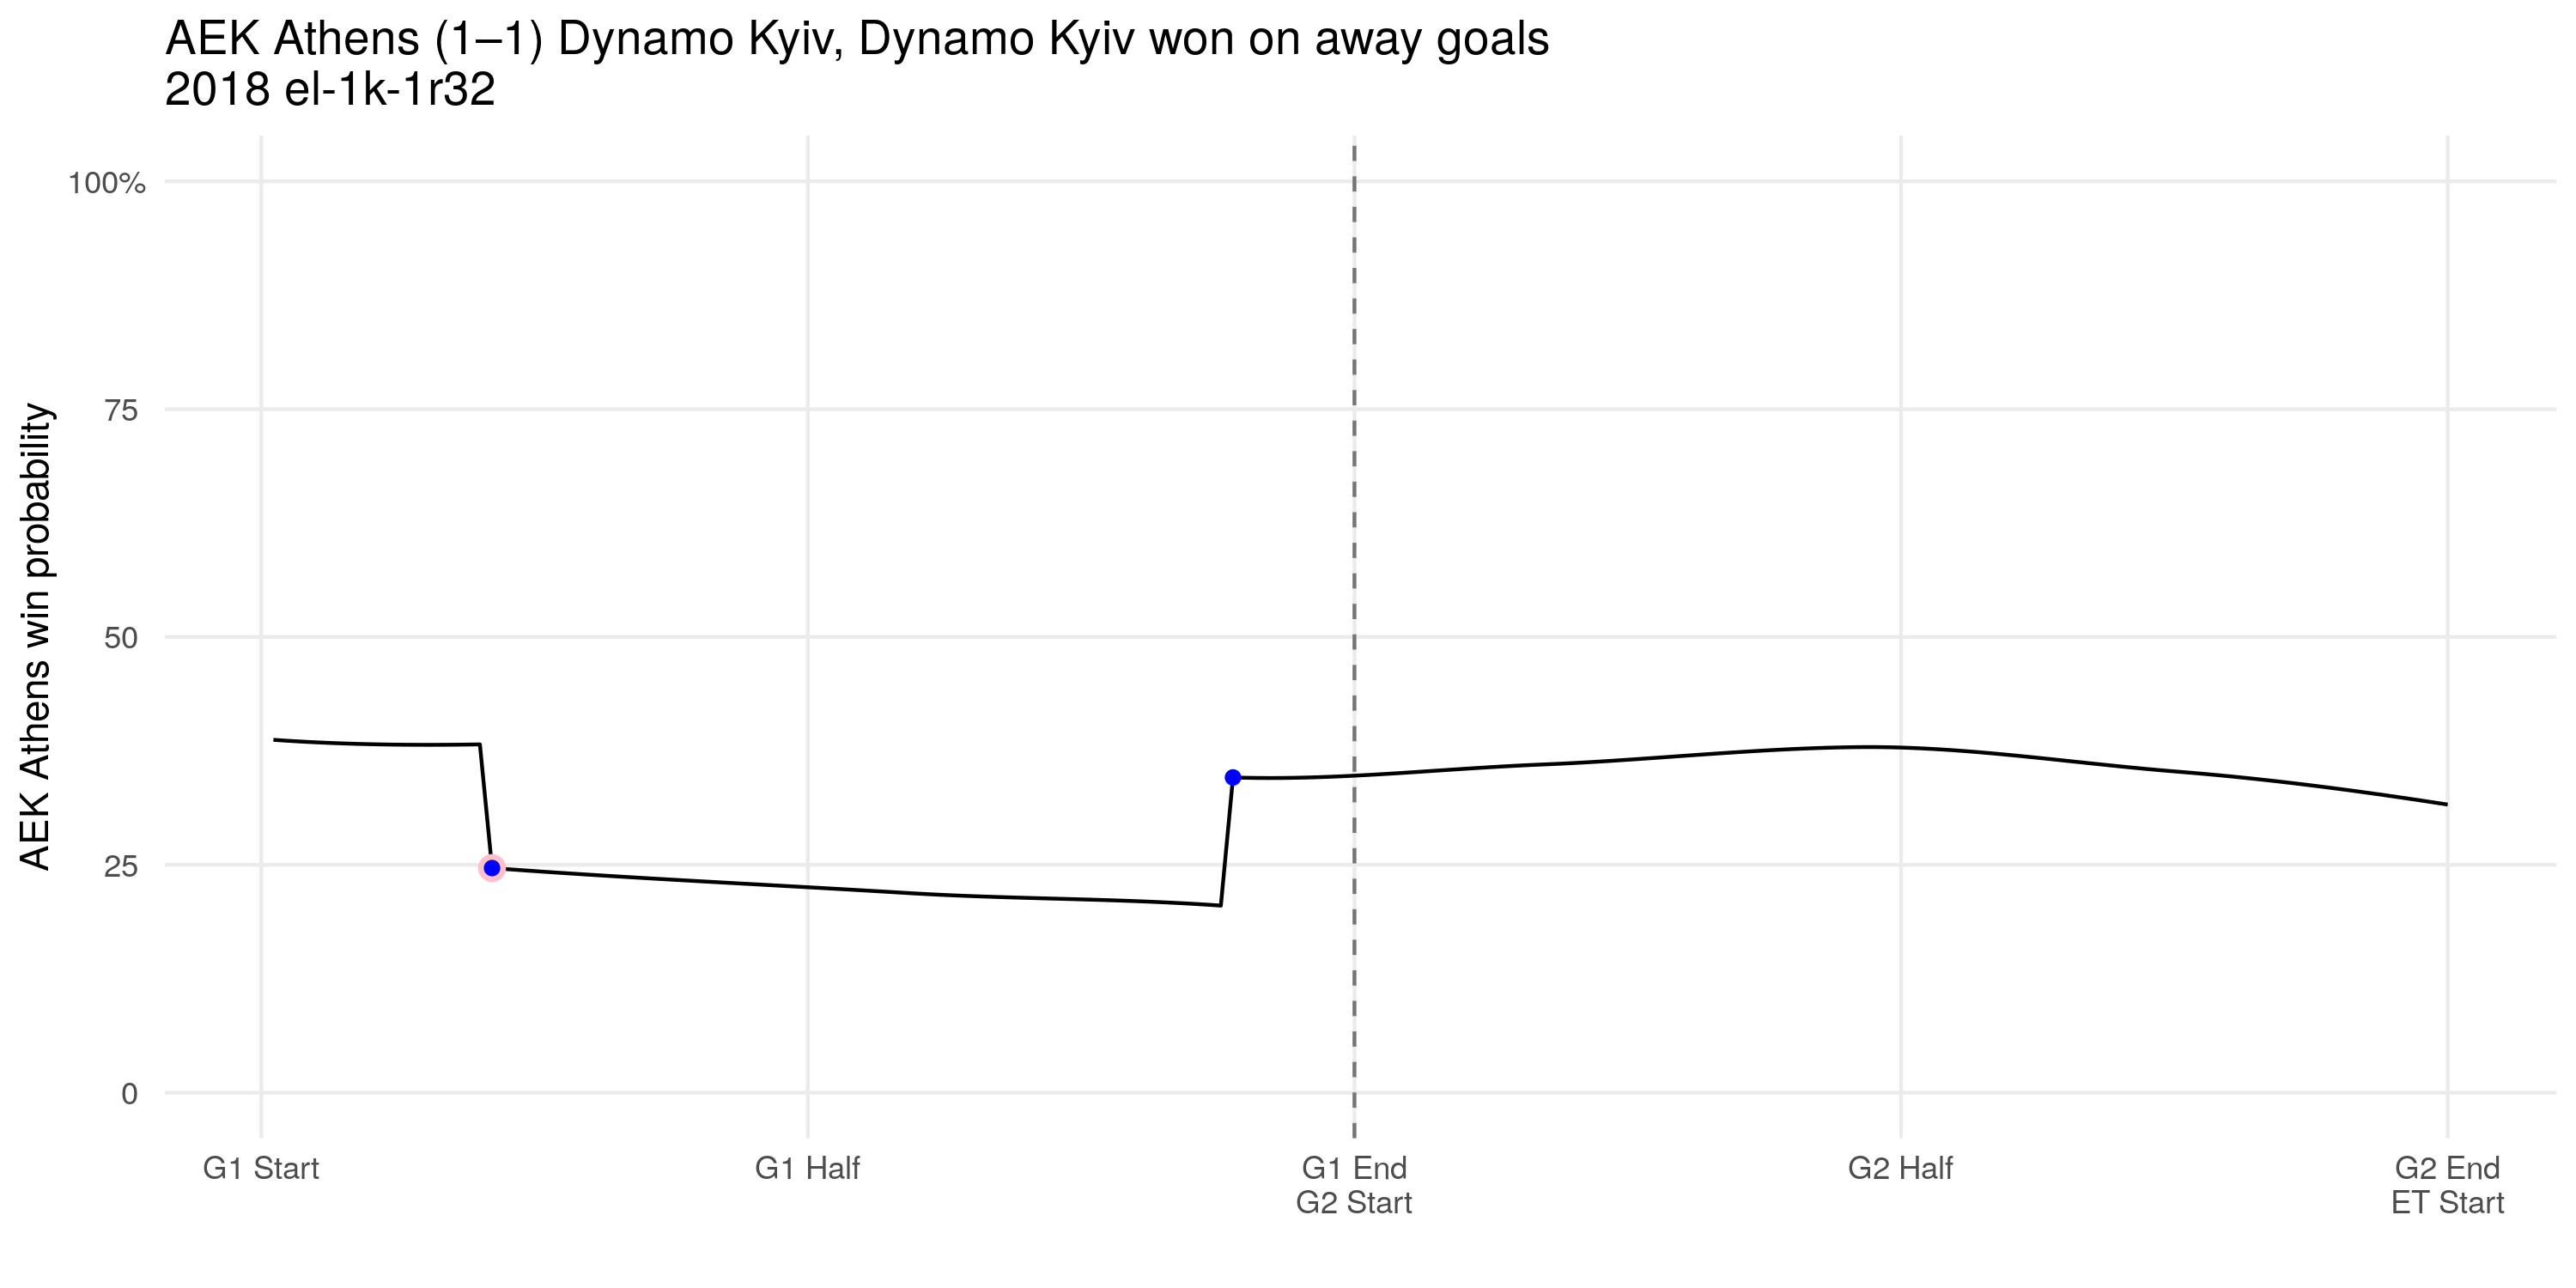 AEK Athens (1–1) Dynamo Kyiv, Dynamo Kyiv won on away goals
2018 el-1k-1r32
AEK Athens win probability
100%
75
50
25
0
G1 Start
G1 Half
G1 End
G2 Start
G2 Half
G2 End
ET Start